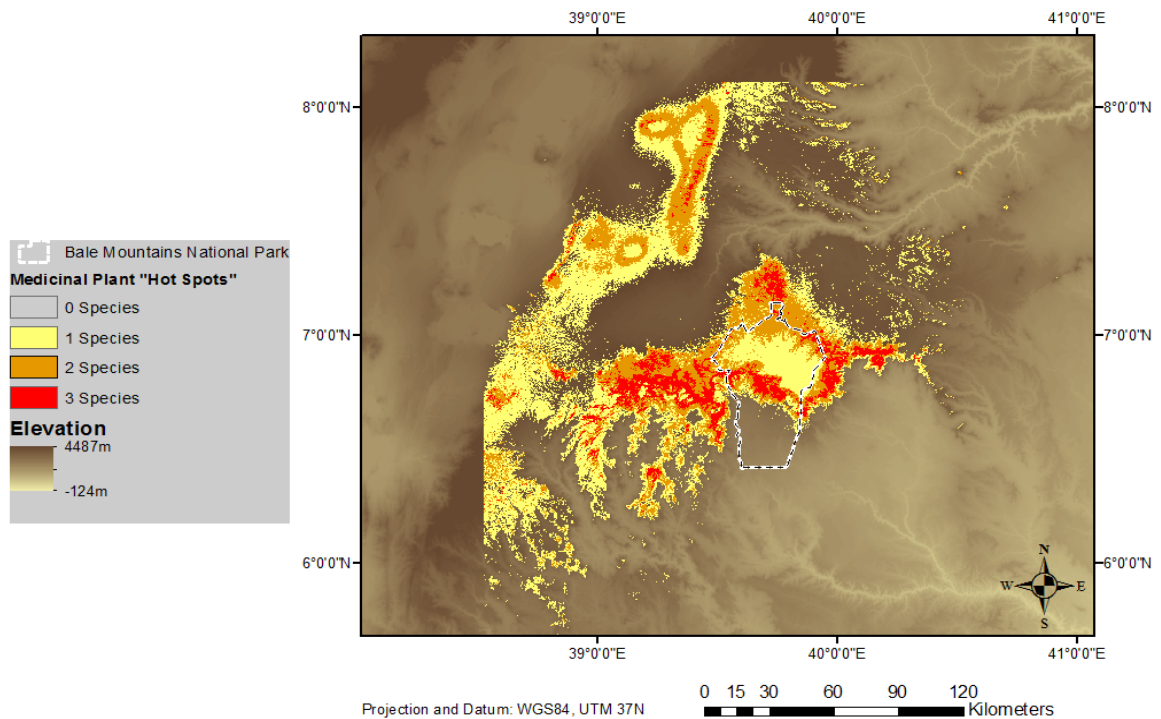 39°0'0"E 40°0'0"E 41°0'0"E
8°0'0"N 8°0'0"N
7°0'0"N 7°0'0"N
6°0'0"N 6°0'0"N
Bale Mountains National Park
Medicinal Plant "Hot Spots"
0 Species
1 Species
2 Species
3 Species
Elevation
4487m
-124m
N
W E
S
39°0'0"E 40°0'0"E 41°0'0"E
0 15 30 60 90 120
Kilometers
Projection and Datum: WGS84, UTM 37N